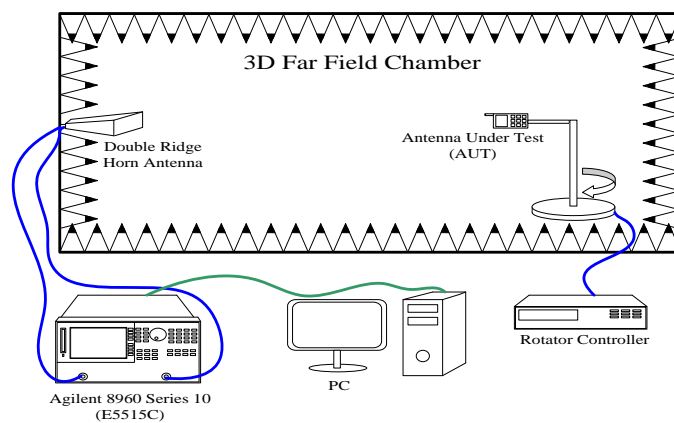 3D Far Field Chamber
Double Ridge
Horn Antenna
Antenna Under Test
(AUT)
Rotator Controller
PC
Agilent 8960 Series 10
(E5515C)